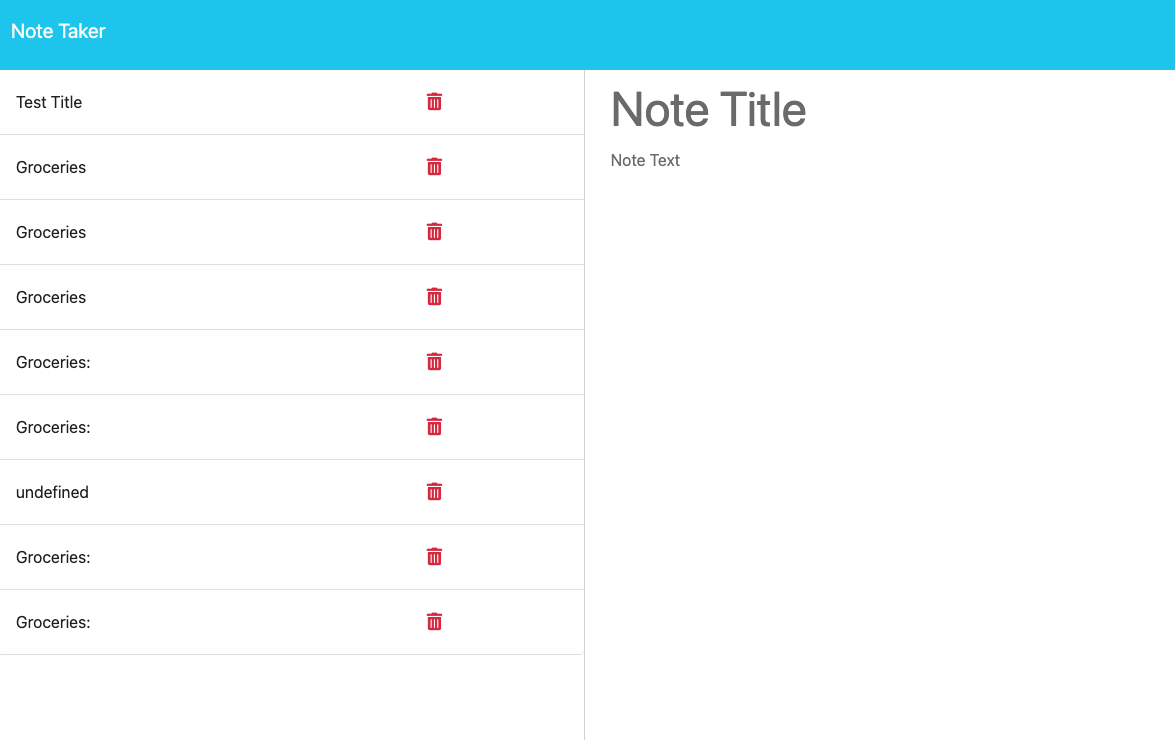 Note Taker
Test Title
Groceries
Groceries
Groceries
Groceries:
Groceries:
undefined
Groceries:
Groceries:
Note Title
Note Text